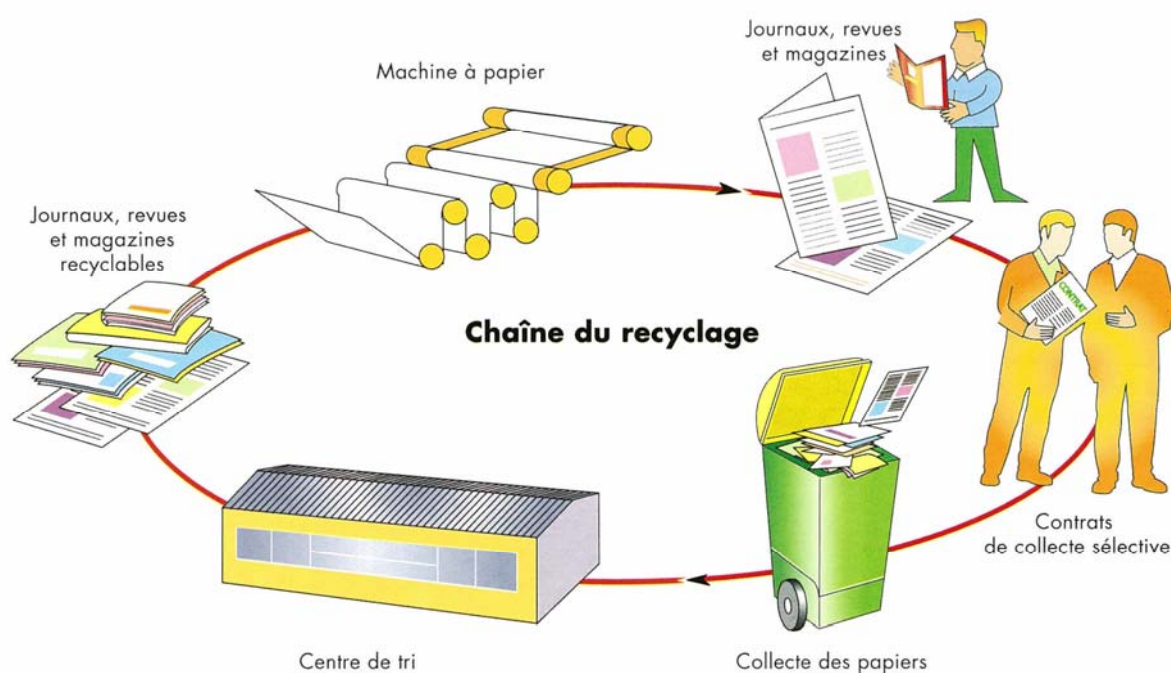 Journaux, revues
et magazines
Machine à papier
Journaux, revues
et magazines
recyclables
CONTRAT
Chaîne du recyclage
Contrats
de collecte sélective
Centre de tri
Collecte des papiers